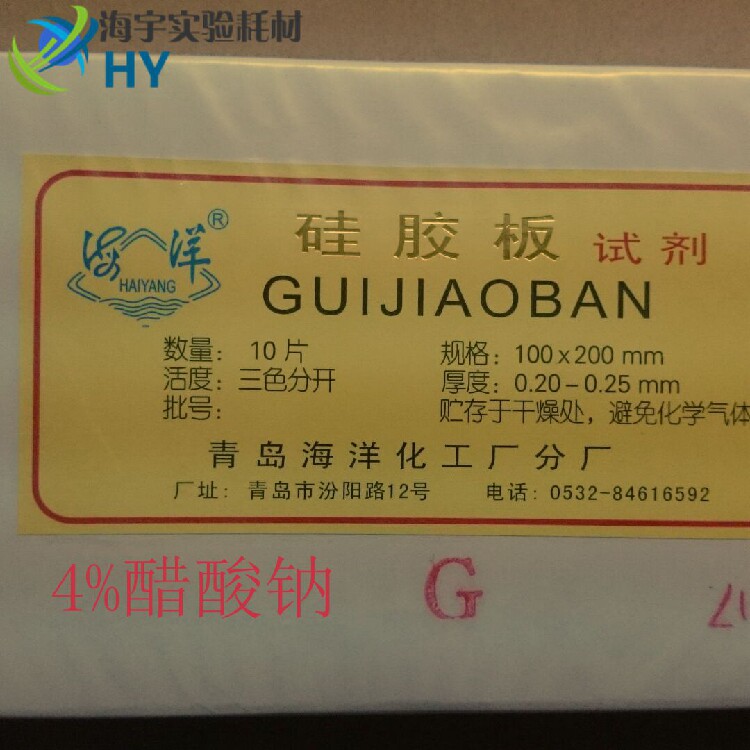 海宇实验耗材
HY
海洋®
HAIYANG
硅胶板 试剂
GUIJIAOBAN
数量： 10 片
规格：100 x 200 mm
活度：三色分开
厚度：0.20－0.25 mm
批号：
贮存于干燥处，避免化学气体
青岛海洋化工厂分厂
厂址：青岛市汾阳路12号
电话：0532-84616592
4%醋酸钠
G